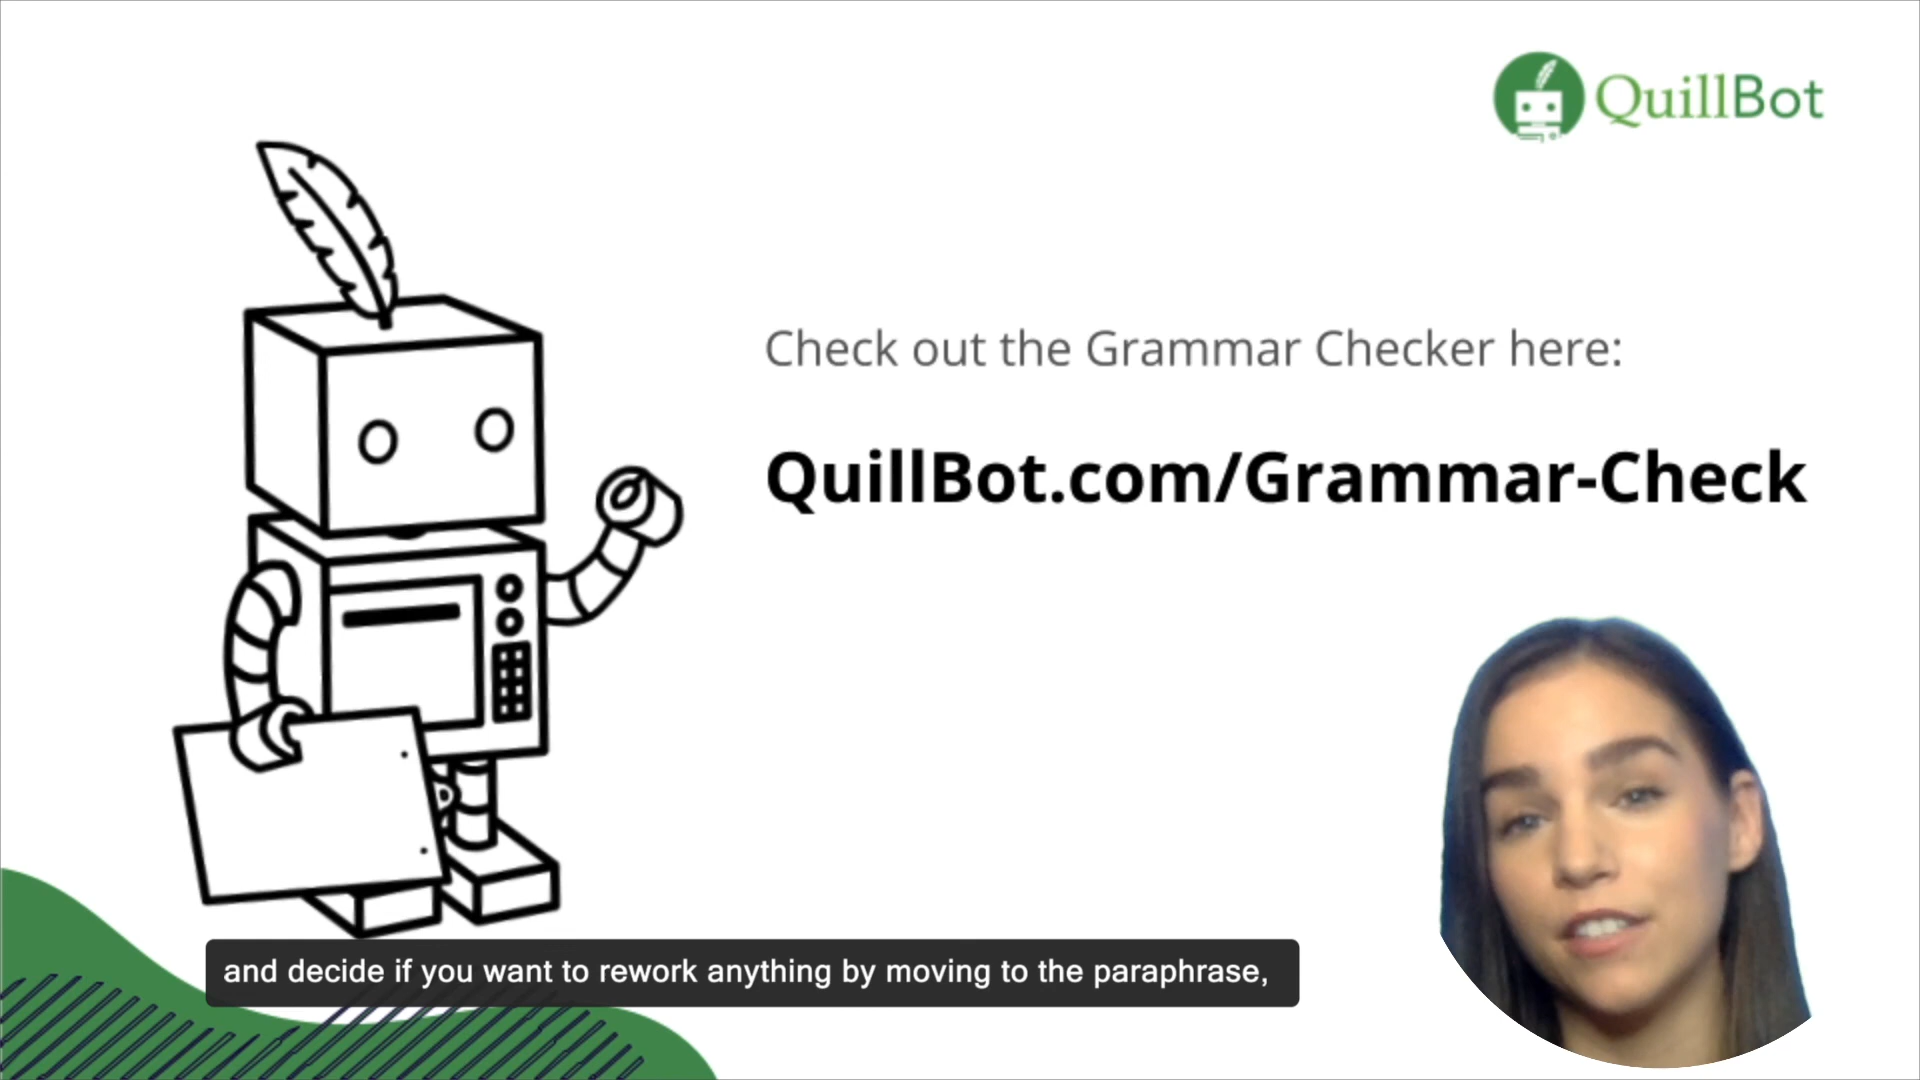 QuillBot
Check out the Grammar Checker here:
QuillBot.com/Grammar-Check
and decide if you want to rework anything by moving to the paraphrase,